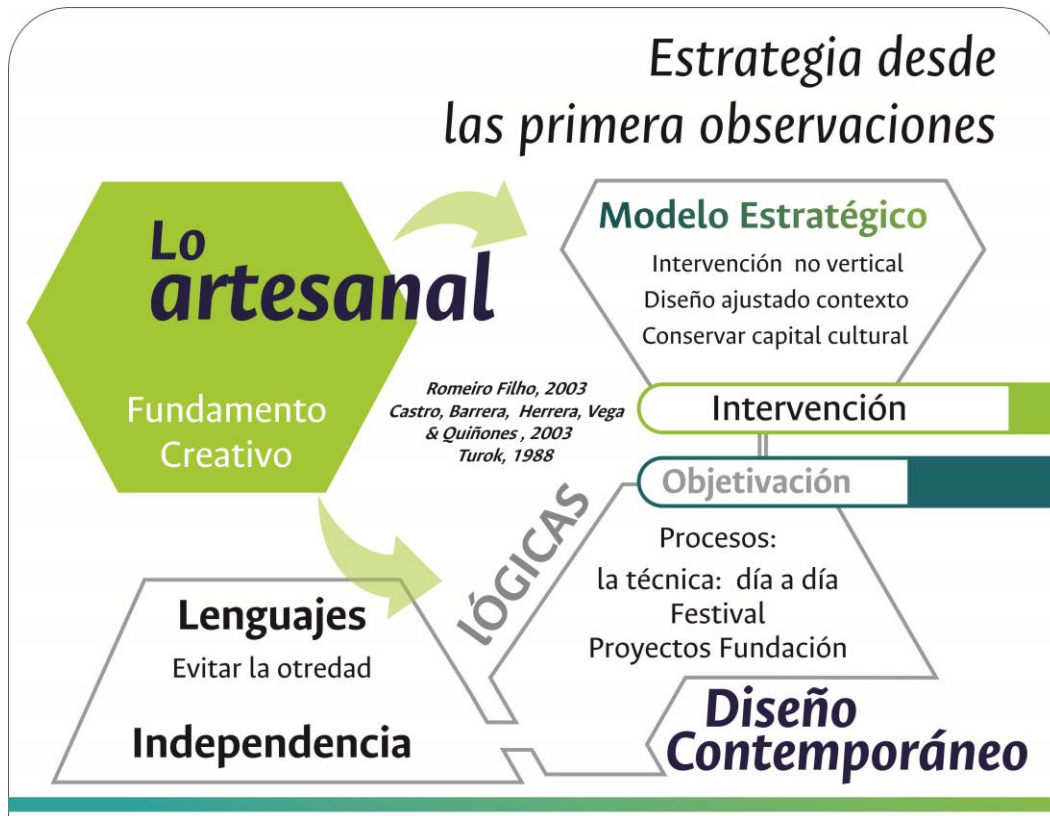 Estrategia desde
las primera observaciones
Lo
artesanal
Fundamento
Creativo
Modelo Estratégico
Intervención no vertical
Diseño ajustado contexto
Conservar capital cultural
Romeiro Filho, 2003
Castro, Barrera, Herrera, Vega
& Quiñones , 2003
Turok, 1988
Intervención
Objetivación
lÓGICAS
Procesos:
la técnica: día a día
Festival
Proyectos Fundación
Lenguajes
Evitar la otredad
Independencia
Diseño
Contemporáneo